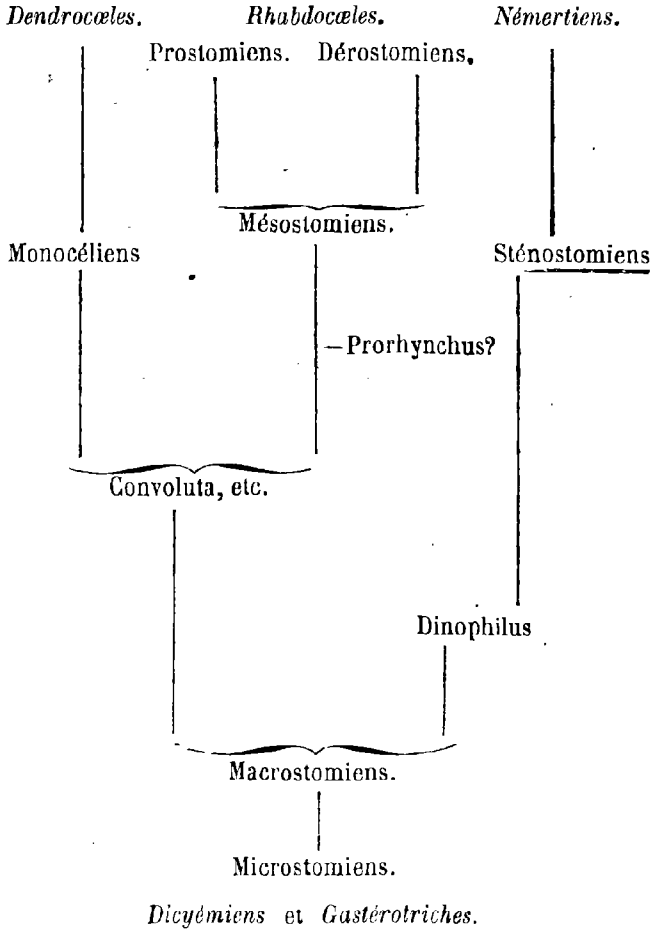 Dendrocœles. Rhabdocœles. Némertiens.
Prostomiens. Dérostomiens.
Mésostomiens.
Monocéliens Sténostomiens
—Prorhynchus?
Convoluta, etc.
Dinophilus
Macrostomiens.
Microstomiens.
Dicyémiens et Gastérotriches.